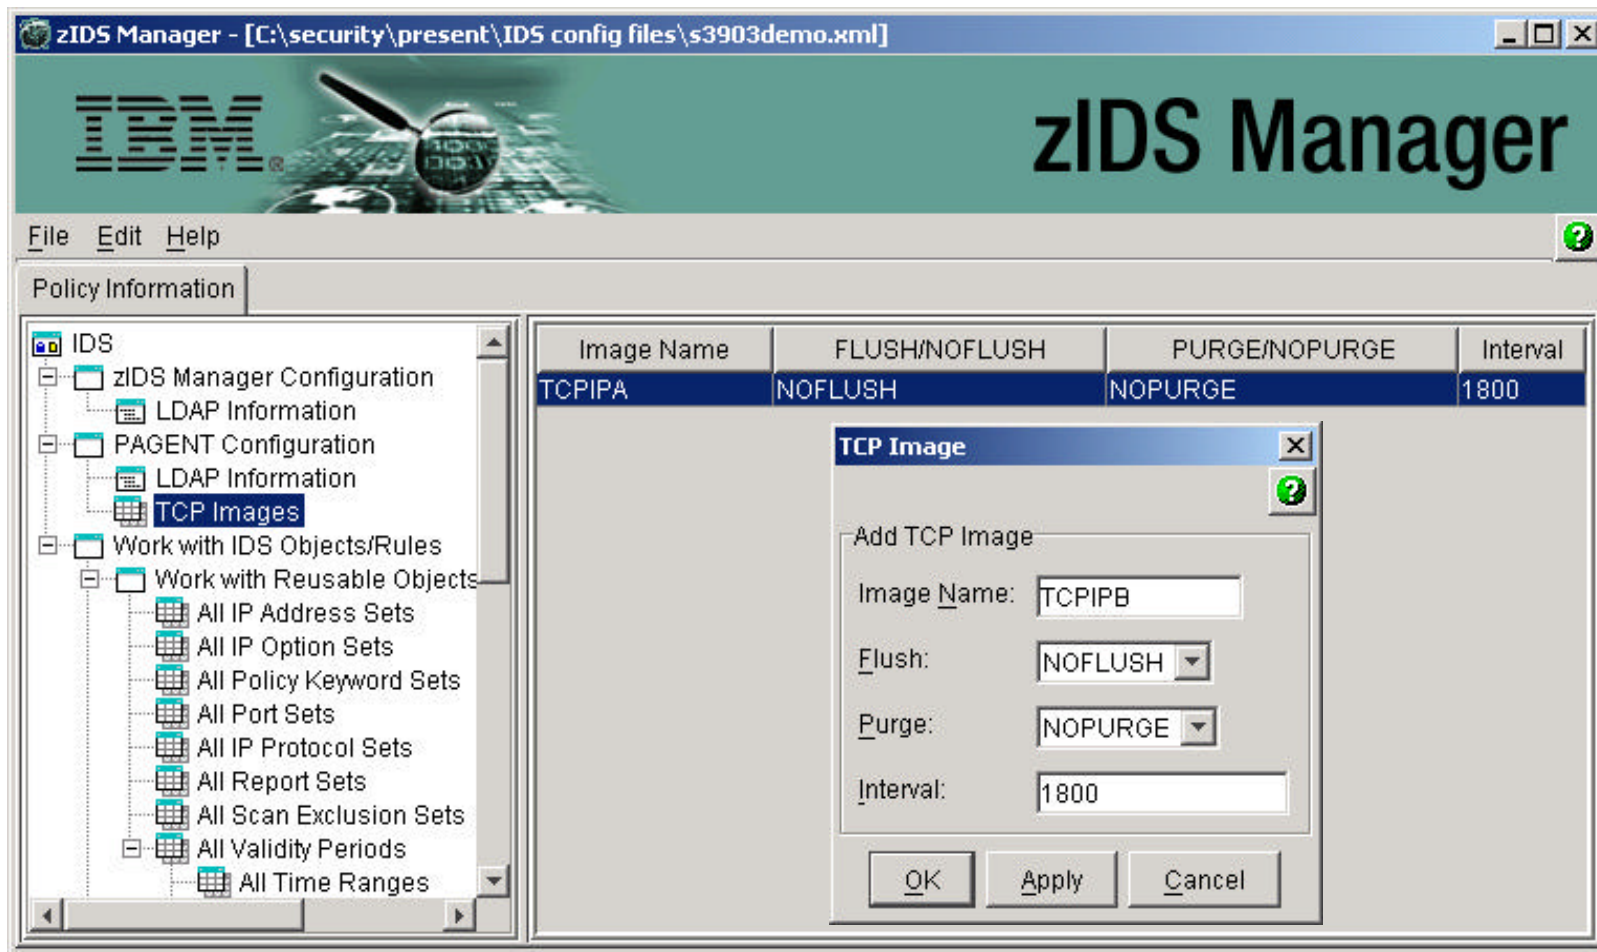 zIDS Manager - [C:\security\present\IDS config files\s3903demo.xml]
IBM®
zIDS Manager
File Edit Help
Policy Information
IDS
zIDS Manager Configuration
LDAP Information
PAGENT Configuration
LDAP Information
TCP Images
Work with IDS Objects/Rules
Work with Reusable Objects
All IP Address Sets
All IP Option Sets
All Policy Keyword Sets
All Port Sets
All IP Protocol Sets
All Report Sets
All Scan Exclusion Sets
All Validity Periods
All Time Ranges
Image Name FLUSH/NOFLUSH PURGE/NOPURGE Interval
TCPIPA NOFLUSH NOPURGE 1800
TCP Image
Add TCP Image
Image Name: TCPIPB
Flush: NOFLUSH
Purge: NOPURGE
Interval: 1800
OK Apply Cancel